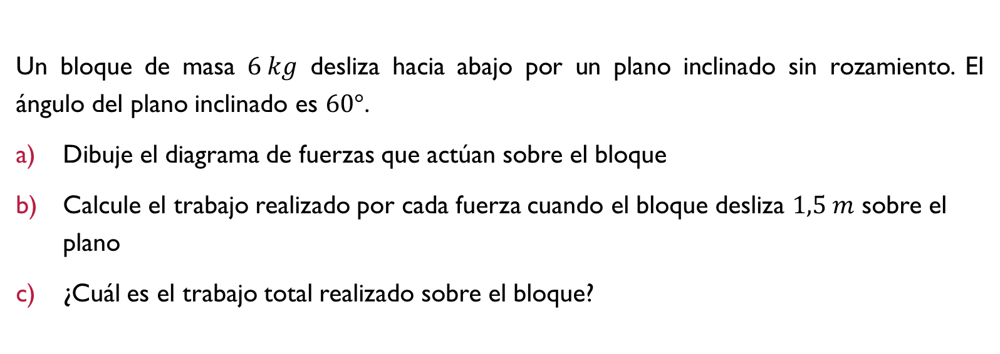 Un bloque de masa 6 kg desliza hacia abajo por un plano inclinado sin rozamiento. El
ángulo del plano inclinado es 60°.
a) Dibuje el diagrama de fuerzas que actúan sobre el bloque
b) Calcule el trabajo realizado por cada fuerza cuando el bloque desliza 1,5 m sobre el
plano
c) ¿Cuál es el trabajo total realizado sobre el bloque?